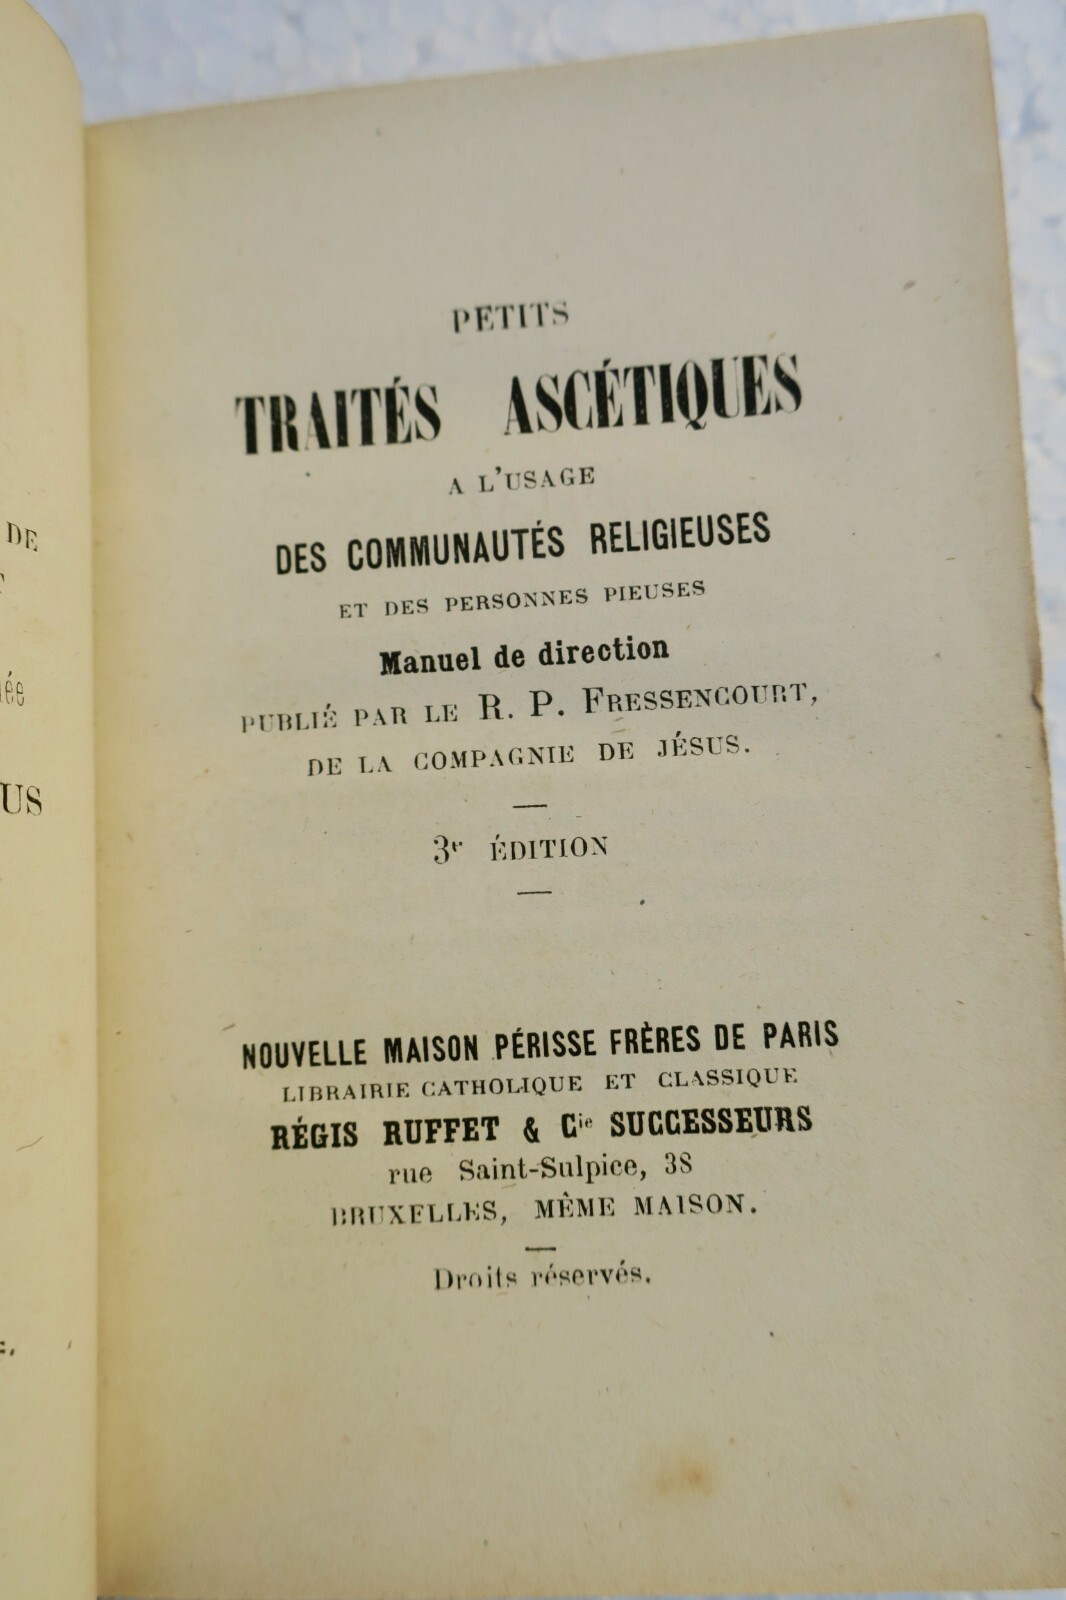 DE
US
PETITS
TRAITÉS ASCÉTIQUES
A L'USAGE
DES COMMUNAUTÉS RELIGIEUSES
ET DES PERSONNES PIEUSES
Manuel de direction
PUBLIÉ PAR LE R. P. FRESSENCOURT,
DE LA COMPAGNIE DE JÉSUS.
3e ÉDITION
NOUVELLE MAISON PÉRISSE FRÈRES DE PARIS
LIBRAIRIE CATHOLIQUE ET CLASSIQUE
RÉGIS RUFFET & Cie SUCCESSEURS
rue Saint-Sulpice, 38
BRUXELLES, MÊME MAISON.
Droits réservés.